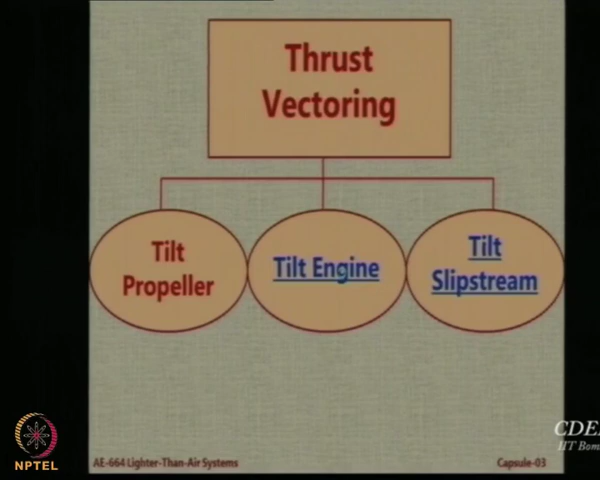 Thrust
Vectoring
Tilt
Propeller
Tilt Engine
Tilt
Slipstream
NPTEL
AE-664 Lighter-Than-Air Systems
Capsule-03
CDE
IIT Bom